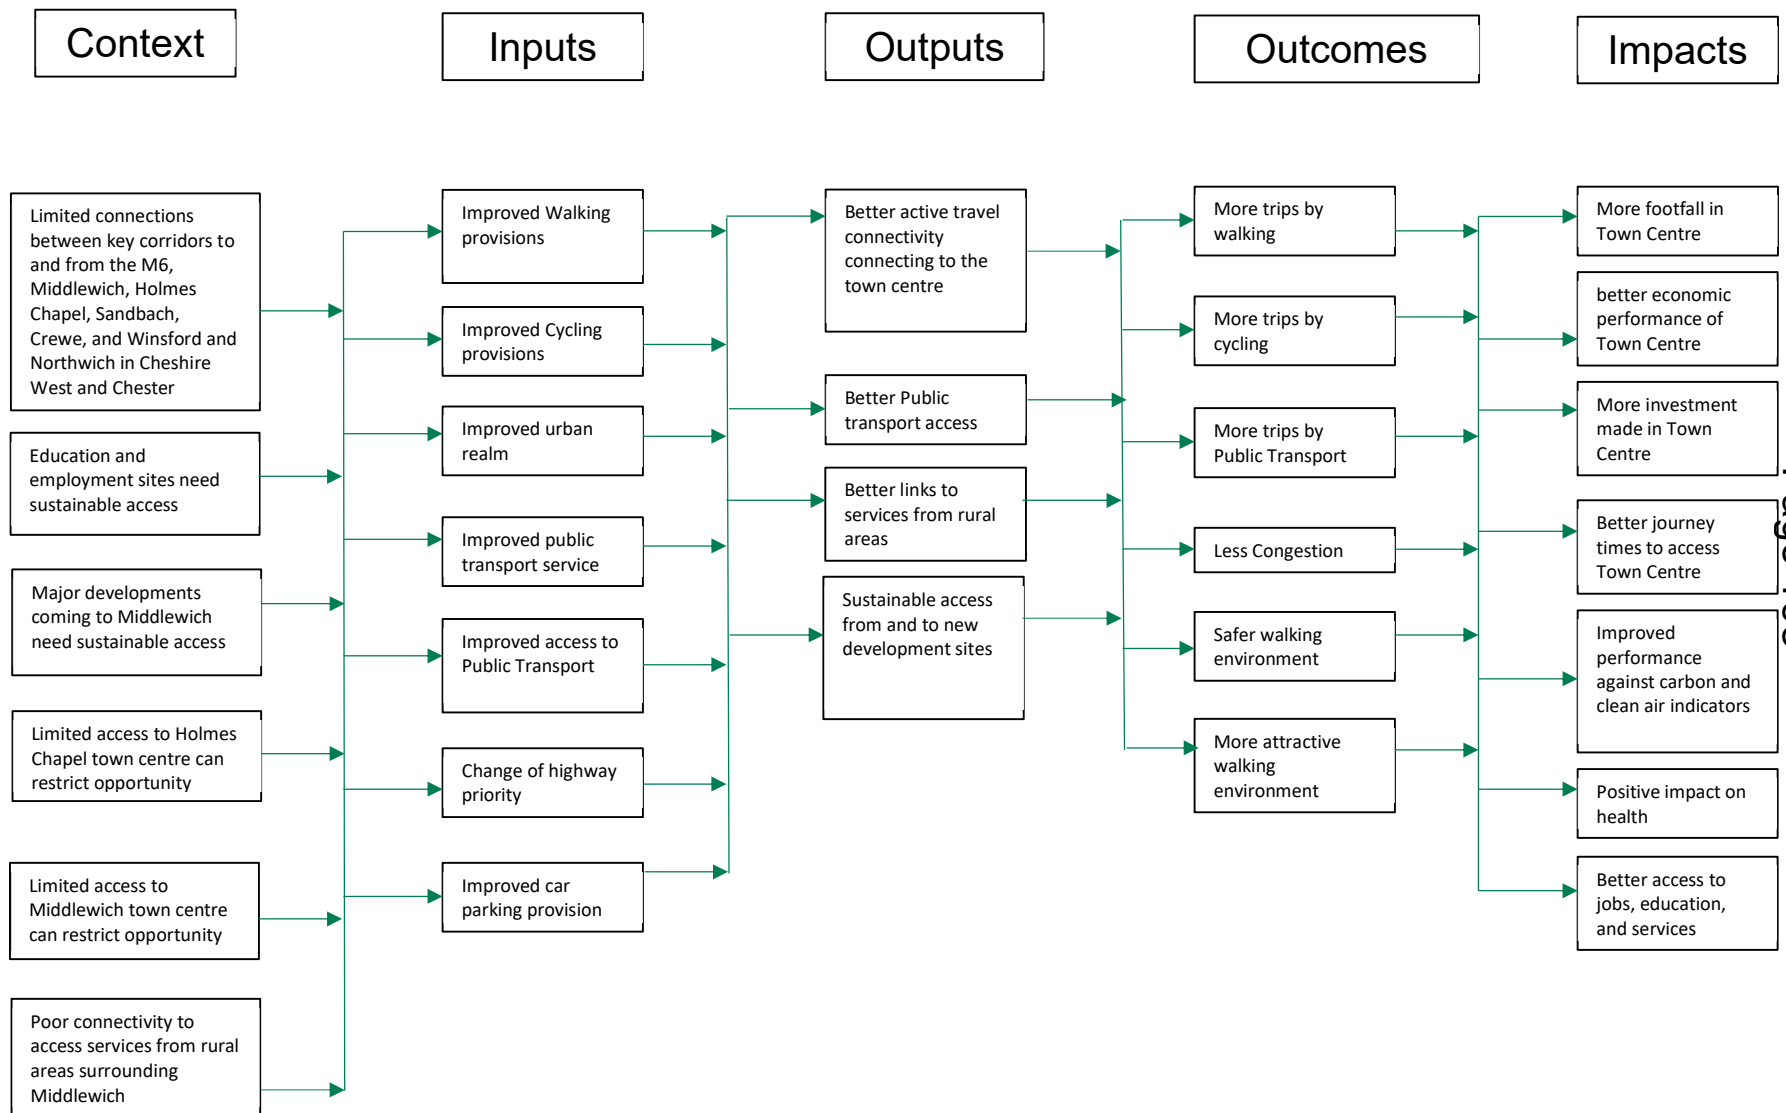 Context
Inputs
Outputs
Outcomes
Impacts
Limited connections
between key corridors to
and from the M6,
Middlewich, Holmes
Chapel, Sandbach,
Crewe, and Winsford and
Northwich in Cheshire
West and Chester
Education and
employment sites need
sustainable access
Major developments
coming to Middlewich
need sustainable access
Limited access to Holmes
Chapel town centre can
restrict opportunity
Limited access to
Middlewich town centre
can restrict opportunity
Poor connectivity to
access services from rural
areas surrounding
Middlewich
Improved Walking
provisions
Improved Cycling
provisions
Improved urban
realm
Improved public
transport service
Improved access to
Public Transport
Change of highway
priority
Improved car
parking provision
Better active travel
connectivity
connecting to the
town centre
Better Public
transport access
Better links to
services from rural
areas
Sustainable access
from and to new
development sites
More trips by
walking
More trips by
cycling
More trips by
Public Transport
Less Congestion
Safer walking
environment
More attractive
walking
environment
More footfall in
Town Centre
better economic
performance of
Town Centre
More investment
made in Town
Centre
Better journey
times to access
Town Centre
Improved
performance
against carbon and
clean air indicators
Positive impact on
health
Better access to
jobs, education,
and services